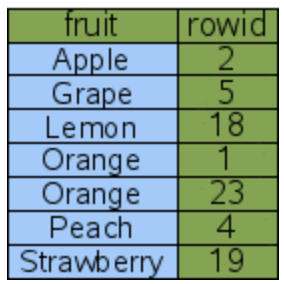 fruit rowid
Apple 2
Grape 5
Lemon 18
Orange 1
Orange 23
Peach 4
Strawberry 19